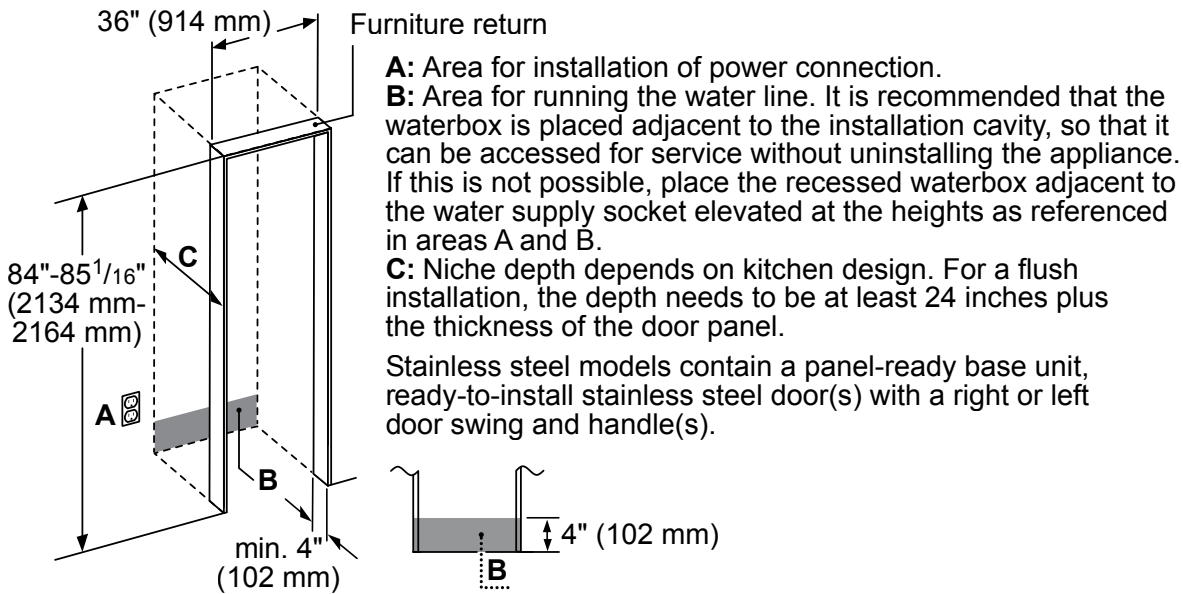 36" (914 mm)
Furniture return
A: Area for installation of power connection.
B: Area for running the water line. It is recommended that the
waterbox is placed adjacent to the installation cavity, so that it
can be accessed for service without uninstalling the appliance.
If this is not possible, place the recessed waterbox adjacent to
the water supply socket elevated at the heights as referenced
in areas A and B.
C: Niche depth depends on kitchen design. For a flush
installation, the depth needs to be at least 24 inches plus
the thickness of the door panel.
Stainless steel models contain a panel-ready base unit,
ready-to-install stainless steel door(s) with a right or left
door swing and handle(s).
C
84"-85 1/16"
(2134 mm-
2164 mm)
A
B
min. 4"
(102 mm)
4" (102 mm)
B